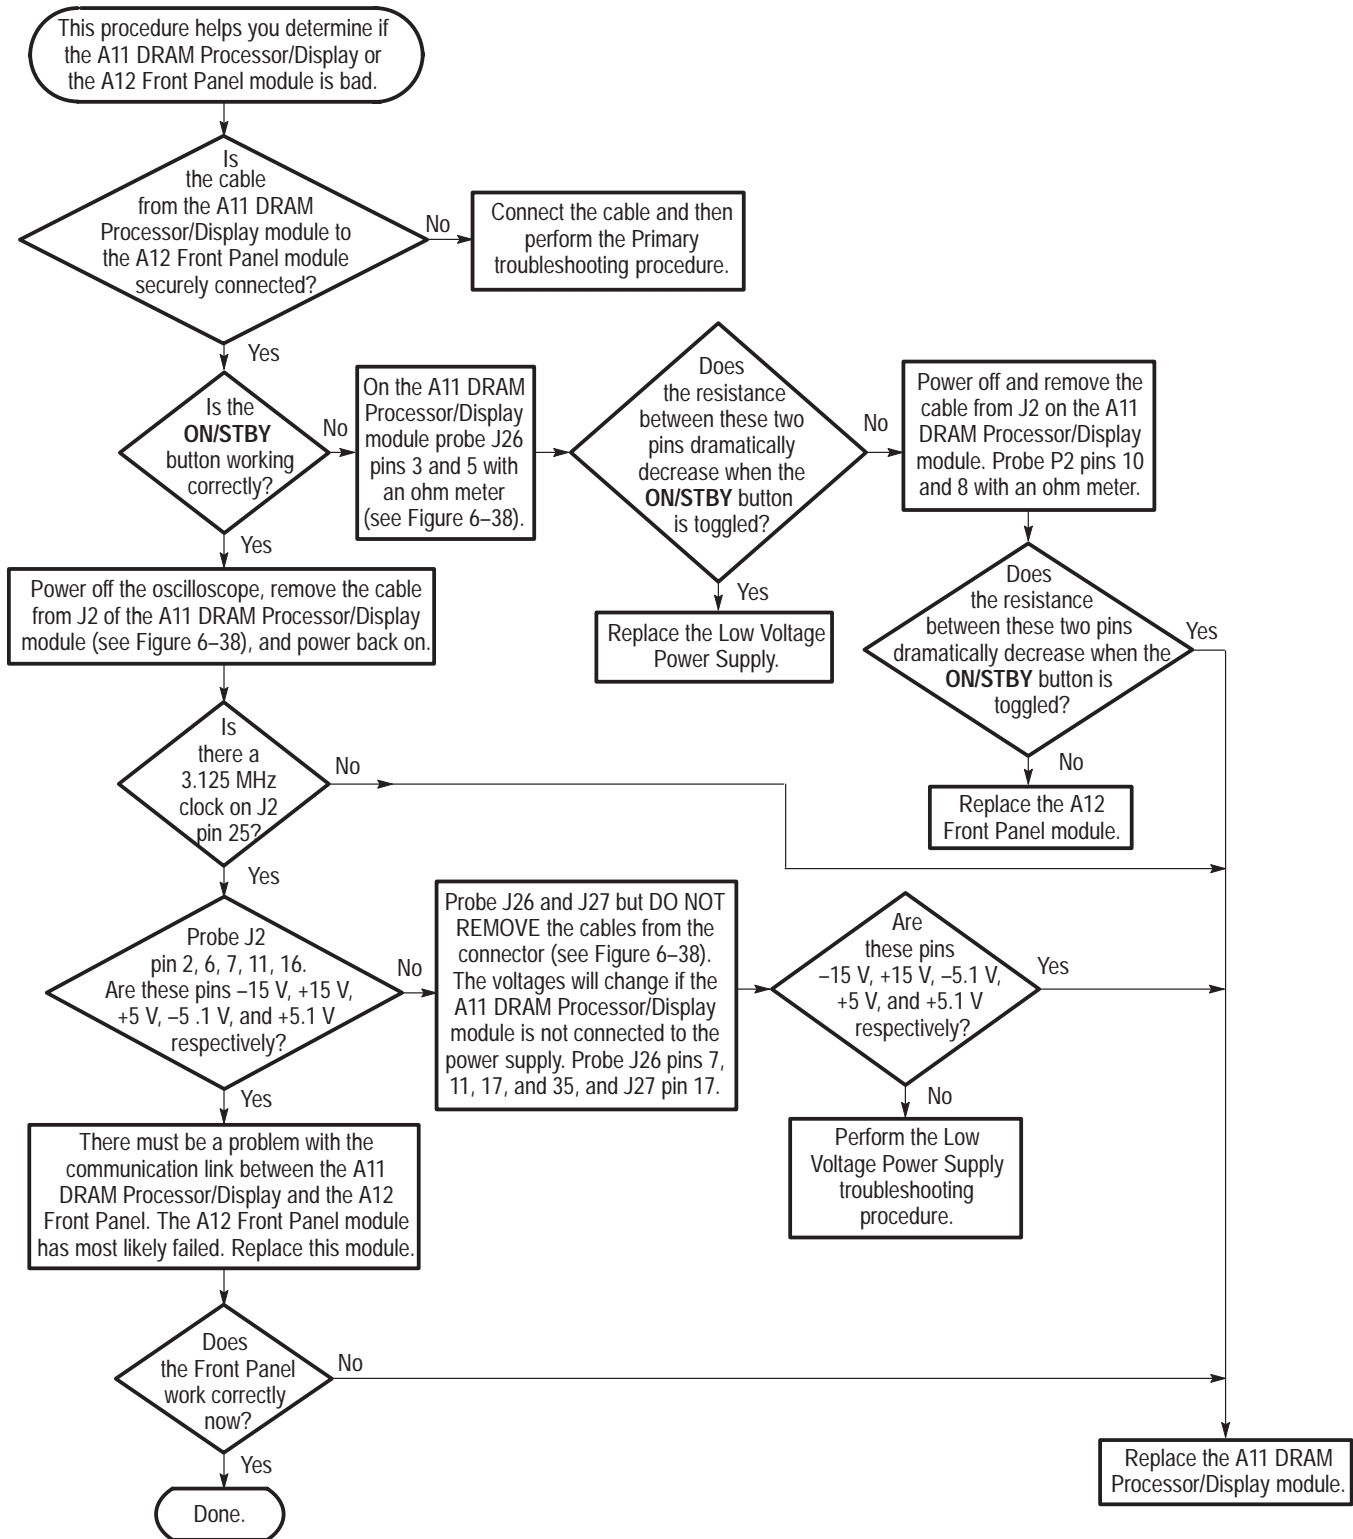 This procedure helps you determine if
the A11 DRAM Processor/Display or
the A12 Front Panel module is bad.
Is
the cable
from the A11 DRAM
Processor/Display module to
the A12 Front Panel module
securely connected?
No
Connect the cable and then
perform the Primary
troubleshooting procedure.
Yes
Is the
ON/STBY
button working
correctly?
No
On the A11 DRAM
Processor/Display
module probe J26
pins 3 and 5 with
an ohm meter
(see Figure 6–38).
Does
the resistance
between these two
pins dramatically
decrease when the
ON/STBY button
is toggled?
No
Power off and remove the
cable from J2 on the A11
DRAM Processor/Display
module. Probe P2 pins 10
and 8 with an ohm meter.
Yes
Replace the Low Voltage
Power Supply.
Does
the resistance
between these two pins
dramatically decrease when the
ON/STBY button is
toggled?
Yes
No
Replace the A12
Front Panel module.
Yes
Power off the oscilloscope, remove the cable
from J2 of the A11 DRAM Processor/Display
module (see Figure 6–38), and power back on.
Is
there a
3.125 MHz
clock on J2
pin 25?
No
Yes
Probe J2
pin 2, 6, 7, 11, 16.
Are these pins –15 V, +15 V,
+5 V, –5 .1 V, and +5.1 V
respectively?
No
Probe J26 and J27 but DO NOT
REMOVE the cables from the
connector (see Figure 6–38).
The voltages will change if the
A11 DRAM Processor/Display
module is not connected to the
power supply. Probe J26 pins 7,
11, 17, and 35, and J27 pin 17.
Are
these pins
–15 V, +15 V, –5.1 V,
+5 V, and +5.1 V
respectively?
Yes
No
Perform the Low
Voltage Power Supply
troubleshooting
procedure.
Yes
There must be a problem with the
communication link between the A11
DRAM Processor/Display and the A12
Front Panel. The A12 Front Panel module
has most likely failed. Replace this module.
Does
the Front Panel
work correctly
now?
No
Yes
Done.
Replace the A11 DRAM
Processor/Display module.